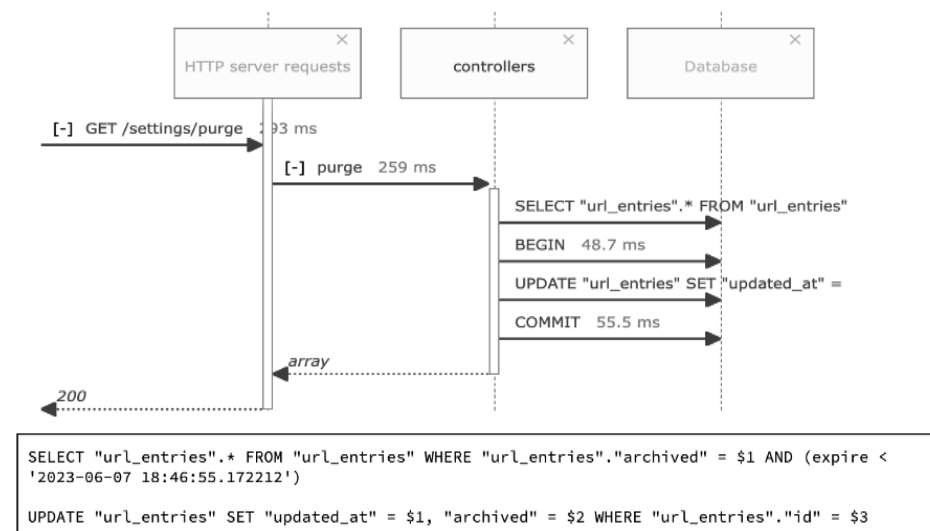 HTTP server requests
controllers
Database
[-] GET /settings/purge 293 ms
[-] purge 259 ms
SELECT "url_entries".* FROM "url_entries"
BEGIN 48.7 ms
UPDATE "url_entries" SET "updated_at" =
COMMIT 55.5 ms
array
200
SELECT "url_entries".* FROM "url_entries" WHERE "url_entries"."archived" = $1 AND (expire <
'2023-06-07 18:46:55.172212')
UPDATE "url_entries" SET "updated_at" = $1, "archived" = $2 WHERE "url_entries"."id" = $3